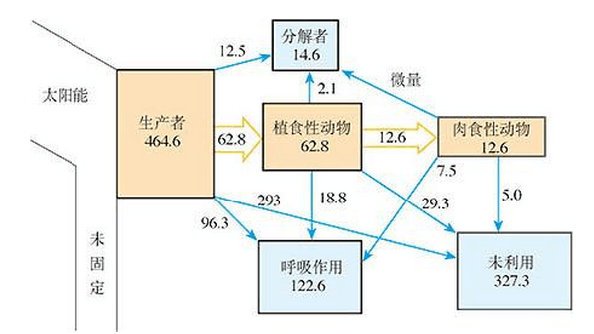 分解者
14.6
12.5
微量
太阳能
2.1
生产者
464.6
62.8
植食性动物
62.8
12.6
肉食性动物
12.6
7.5
18.8
5.0
293
29.3
96.3
未固定
呼吸作用
122.6
未利用
327.3